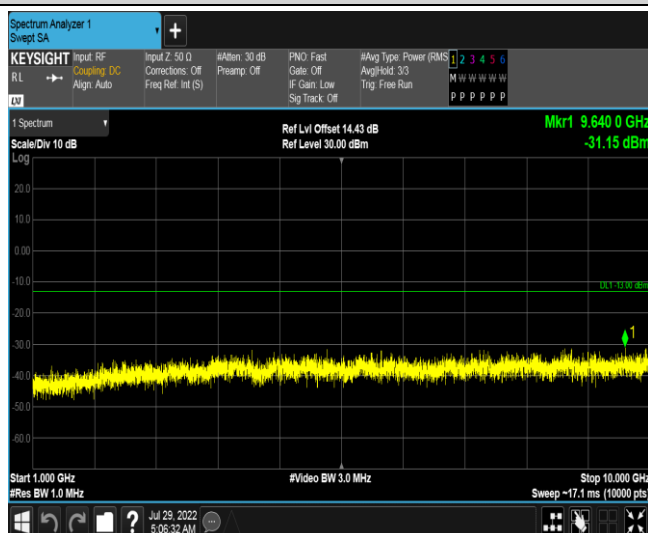 Spectrum Analyzer 1
Swept SA
+
KEYSIGHT Input: RF Input Z: 50 Ω #Atten: 30 dB PNO: Fast #Avg Type: Power (RMS 1 2 3 4 5 6
RL Coupling: DC Corrections: Off Preamp: Off Gate: Off Avg|Hold: 3/3 M W W W W W
Align: Auto Freq Ref: Int (S) IF Gain: Low Trig: Free Run
Sig Track: Off P P P P P P
LXI
1 Spectrum Ref Lvl Offset 14.43 dB Mkr1 9.640 0 GHz
Scale/Div 10 dB Ref Level 30.00 dBm -31.15 dBm
Log
20.0
10.0
0.00
-10.0
DL1 -13.00 dBm
-20.0
-30.0
1
-40.0
-50.0
-60.0
Start 1.000 GHz #Video BW 3.0 MHz Stop 10.000 GHz
#Res BW 1.0 MHz Sweep ~17.1 ms (10000 pts)
? Jul 29, 2022
5:06:32 AM